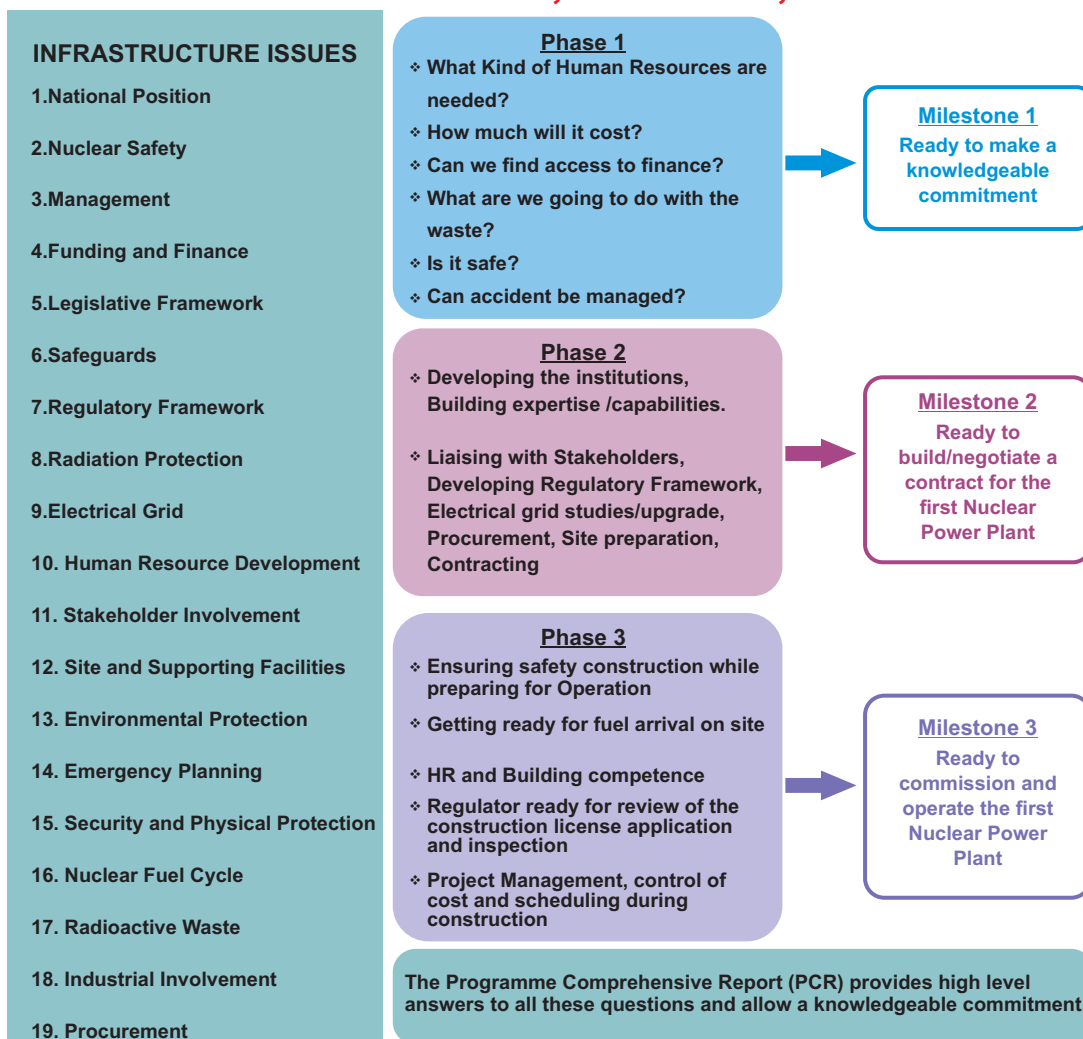 INFRASTRUCTURE ISSUES
1.National Position
2.Nuclear Safety
3.Management
4.Funding and Finance
5.Legislative Framework
6.Safeguards
7.Regulatory Framework
8.Radiation Protection
9.Electrical Grid
10. Human Resource Development
11. Stakeholder Involvement
12. Site and Supporting Facilities
13. Environmental Protection
14. Emergency Planning
15. Security and Physical Protection
16. Nuclear Fuel Cycle
17. Radioactive Waste
18. Industrial Involvement
19. Procurement
Phase 1
❖ What Kind of Human Resources are
needed?
❖ How much will it cost?
❖ Can we find access to finance?
❖ What are we going to do with the
waste?
❖ Is it safe?
❖ Can accident be managed?
Milestone 1
Ready to make a
knowledgeable
commitment
Phase 2
❖ Developing the institutions,
Building expertise /capabilities.
❖ Liaising with Stakeholders,
Developing Regulatory Framework,
Electrical grid studies/upgrade,
Procurement, Site preparation,
Contracting
Milestone 2
Ready to
build/negotiate a
contract for the
first Nuclear
Power Plant
Phase 3
❖ Ensuring safety construction while
preparing for Operation
❖ Getting ready for fuel arrival on site
❖ HR and Building competence
❖ Regulator ready for review of the
construction license application
and inspection
❖ Project Management, control of
cost and scheduling during
construction
Milestone 3
Ready to
commission and
operate the first
Nuclear Power
Plant
The Programme Comprehensive Report (PCR) provides high level
answers to all these questions and allow a knowledgeable commitment